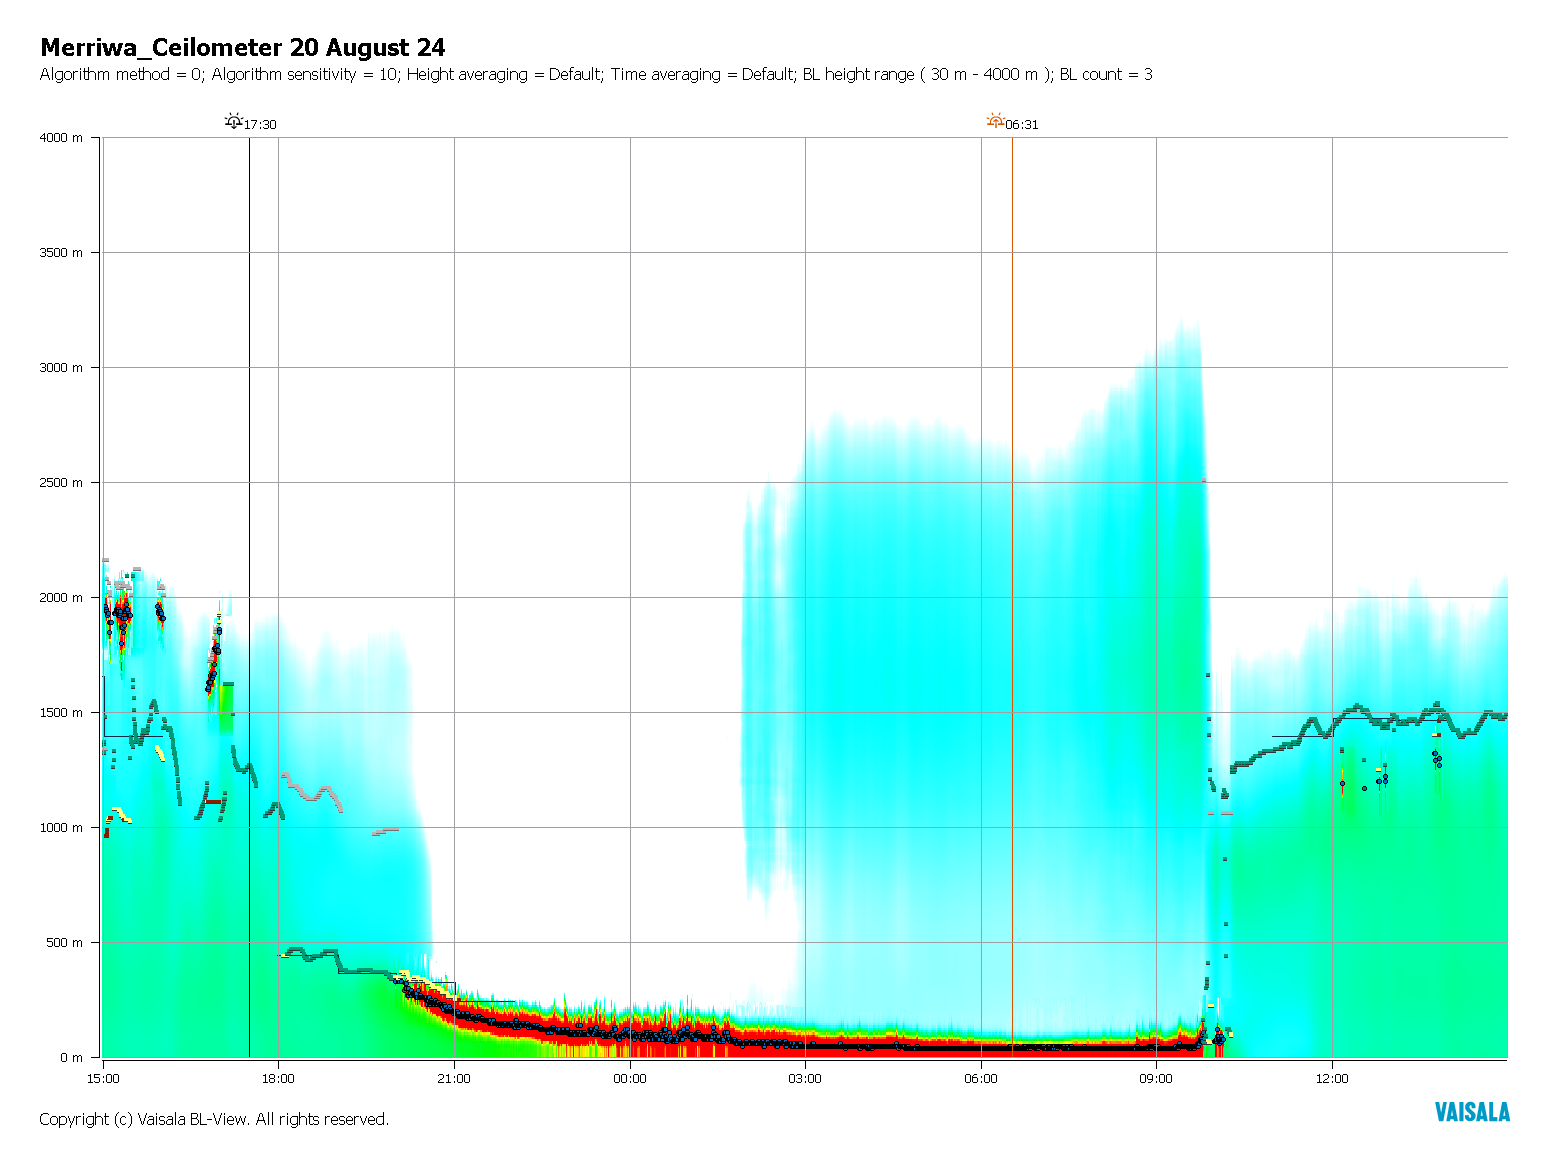 Merriwa_Ceilometer 20 August 24
Algorithm method = 0; Algorithm sensitivity = 10; Height averaging = Default; Time averaging = Default; BL height range ( 30 m - 4000 m ); BL count = 3
17:30
06:31
4000 m
3500 m
3000 m
2500 m
2000 m
1500 m
1000 m
500 m
0 m
15:00
18:00
21:00
00:00
03:00
06:00
09:00
12:00
Copyright (c) Vaisala BL-View. All rights reserved.
VAISALA